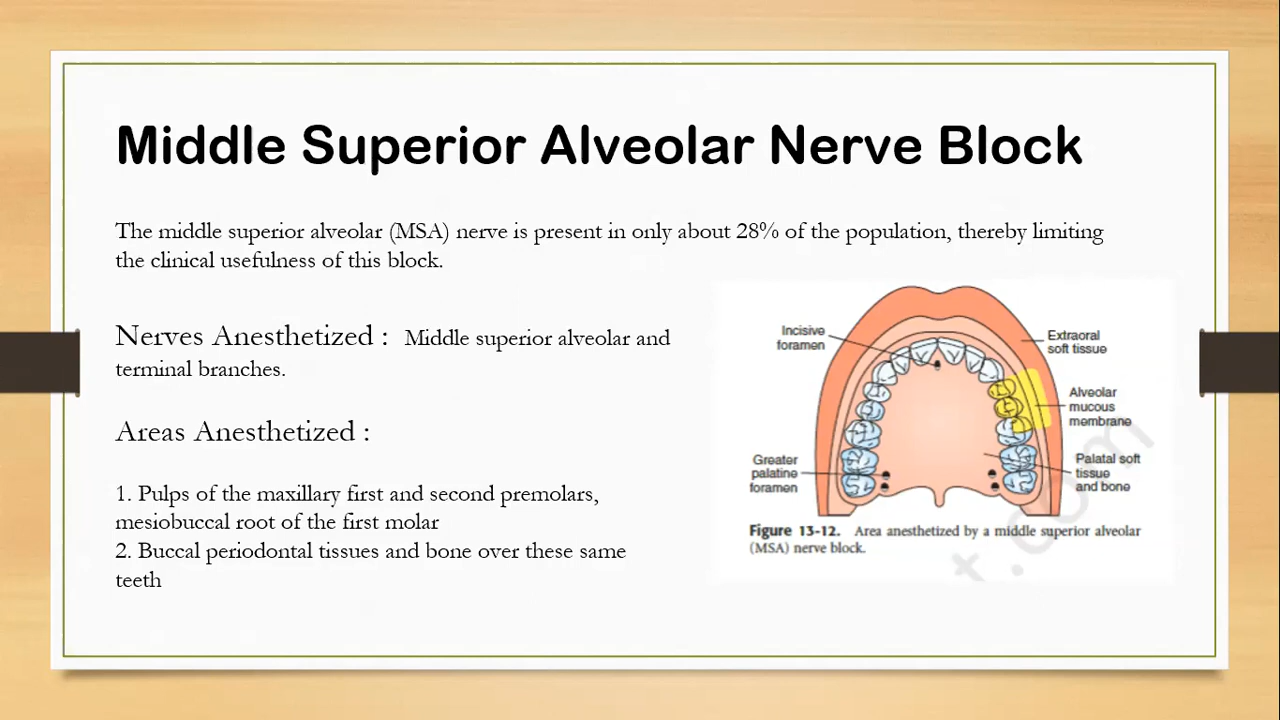 Middle Superior Alveolar Nerve Block
The middle superior alveolar (MSA) nerve is present in only about 28% of the population, thereby limiting
the clinical usefulness of this block.
Nerves Anesthetized : Middle superior alveolar and
terminal branches.
Areas Anesthetized :
1. Pulps of the maxillary first and second premolars,
mesiobuccal root of the first molar
2. Buccal periodontal tissues and bone over these same
teeth
Incisive
foramen
Extraoral
soft tissue
Alveolar
mucous
membrane
Greater
palatine
foramen
Palatal soft
tissue
and bone
Figure 13-12. Area anesthetized by a middle superior alveolar
(MSA) nerve block.
t.com